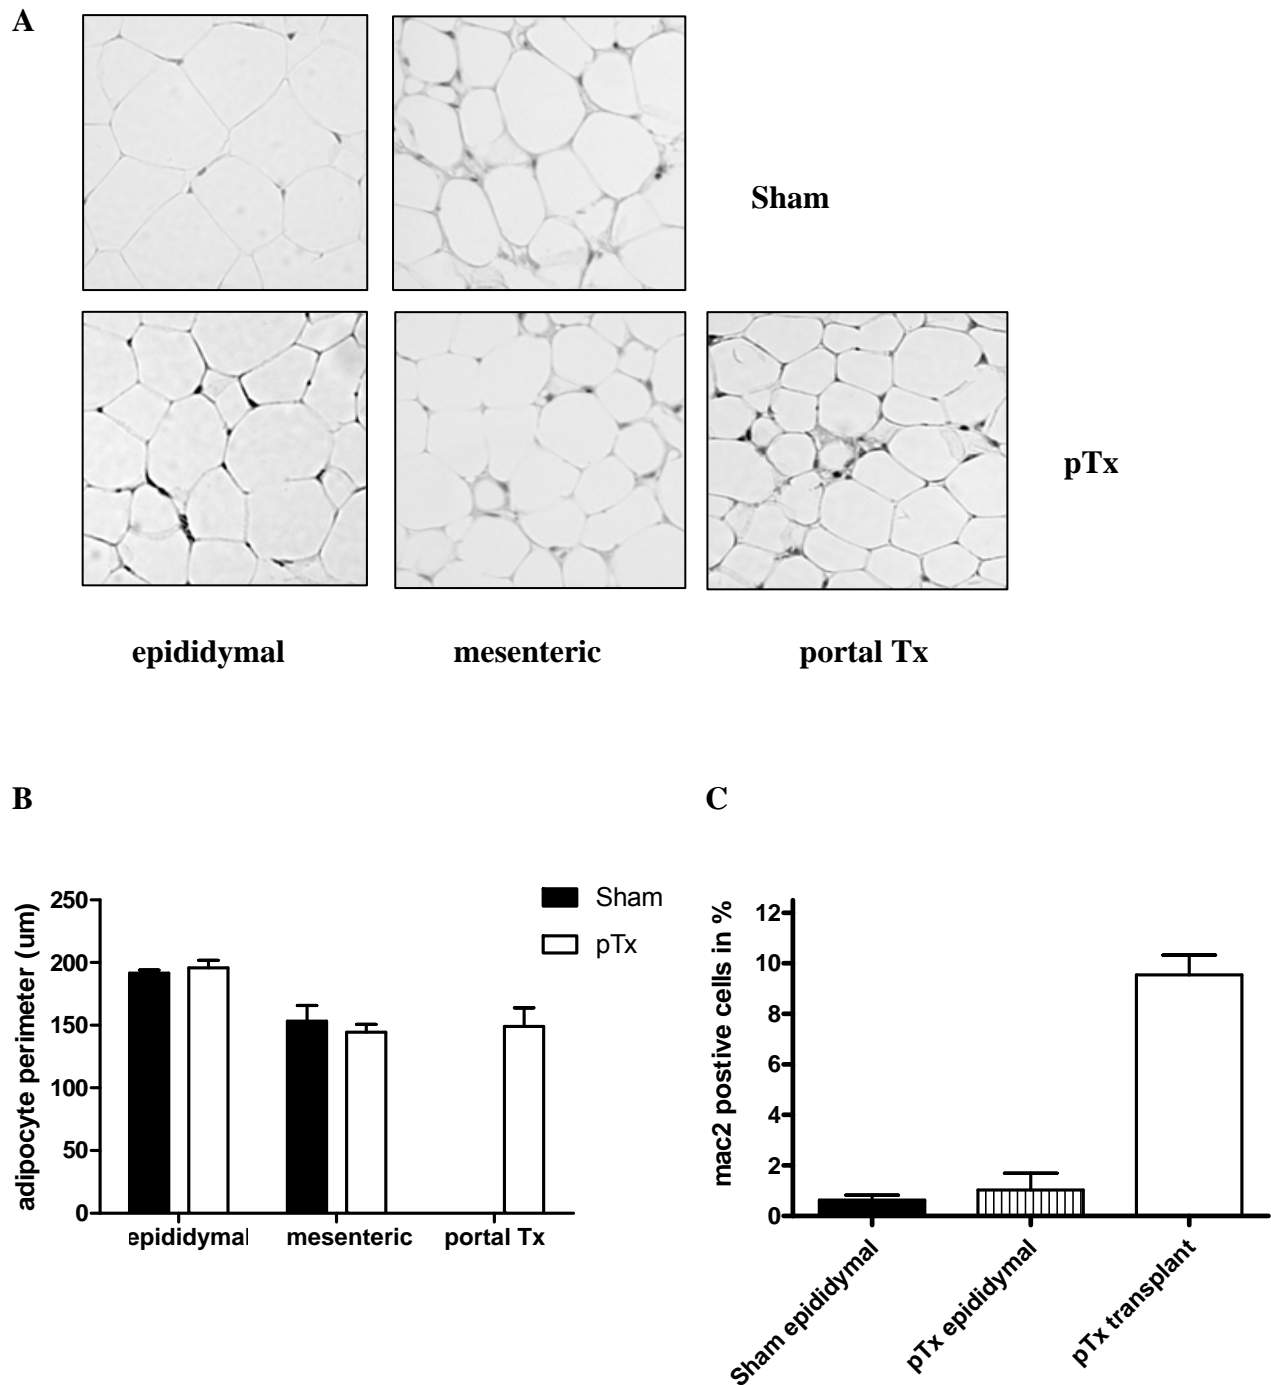 A
Sham
pTx
epididymal
mesenteric
portal Tx
B
adipocyte perimeter (um)
250
200
150
100
50
0
Sham
pTx
epididymal
mesenteric
portal Tx
C
mac2 postive cells in %
12
10
8
6
4
2
0
Sham epididymal
pTx epididymal
pTx transplant